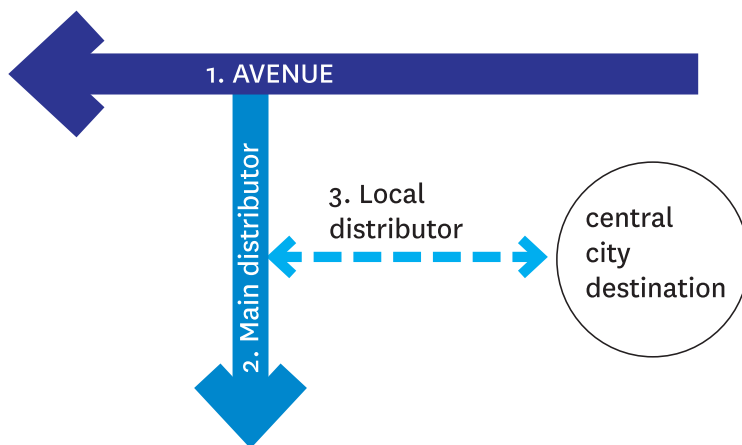 1. AVENUE
2. Main distributor
3. Local
distributor
central
city
destination